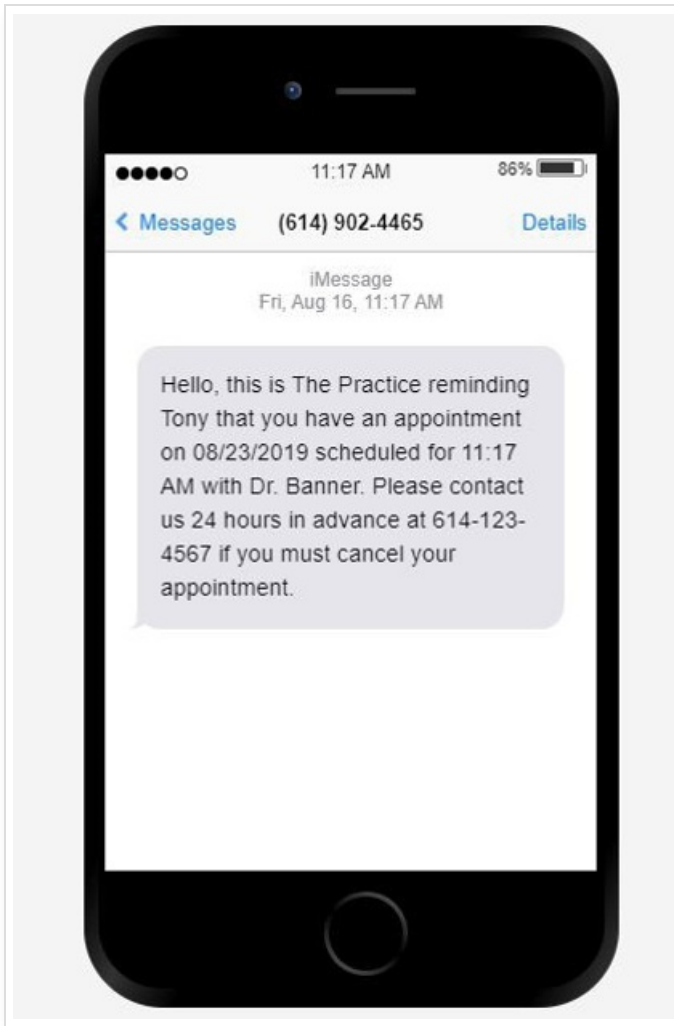 11:17 AM
86%
Messages
(614) 902-4465
Details
iMessage
Fri, Aug 16, 11:17 AM
Hello, this is The Practice reminding
Tony that you have an appointment
on 08/23/2019 scheduled for 11:17
AM with Dr. Banner. Please contact
us 24 hours in advance at 614-123-
4567 if you must cancel your
appointment.